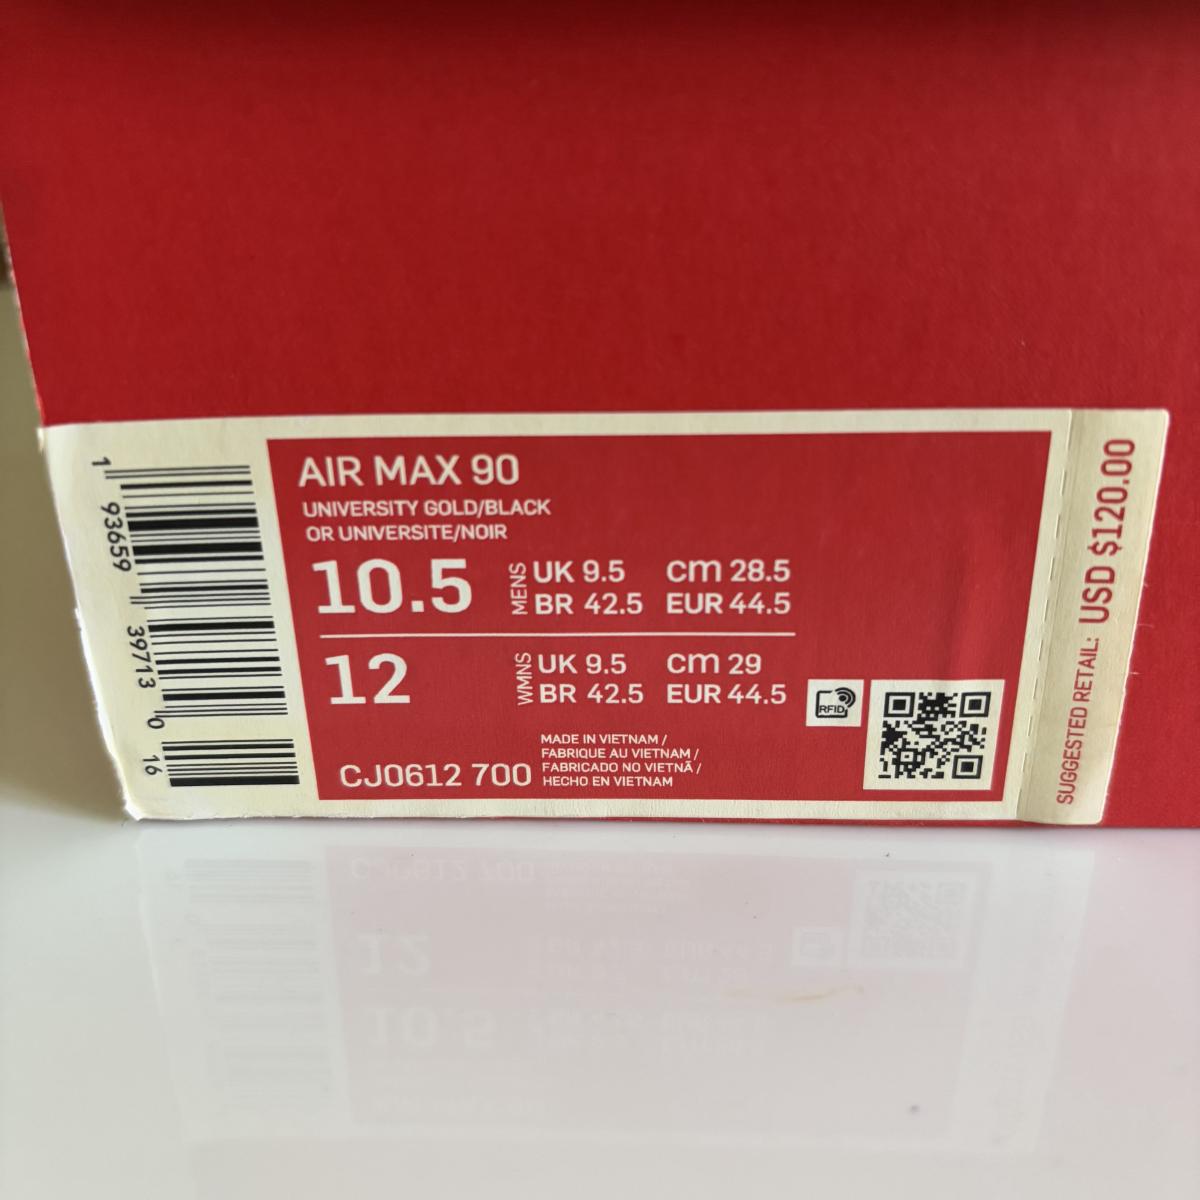 AIR MAX 90
UNIVERSITY GOLD/BLACK
OR UNIVERSITE/NOIR
10.5 MENS UK 9.5 cm 28.5
BR 42.5 EUR 44.5
12 WMNS UK 9.5 cm 29
BR 42.5 EUR 44.5
RFID
CJ0612 700
MADE IN VIETNAM /
FABRIQUE AU VIETNAM /
FABRICADO NO VIETNÃ /
HECHO EN VIETNAM
1 93659 39713 0 16
SUGGESTED RETAIL: USD $120.00